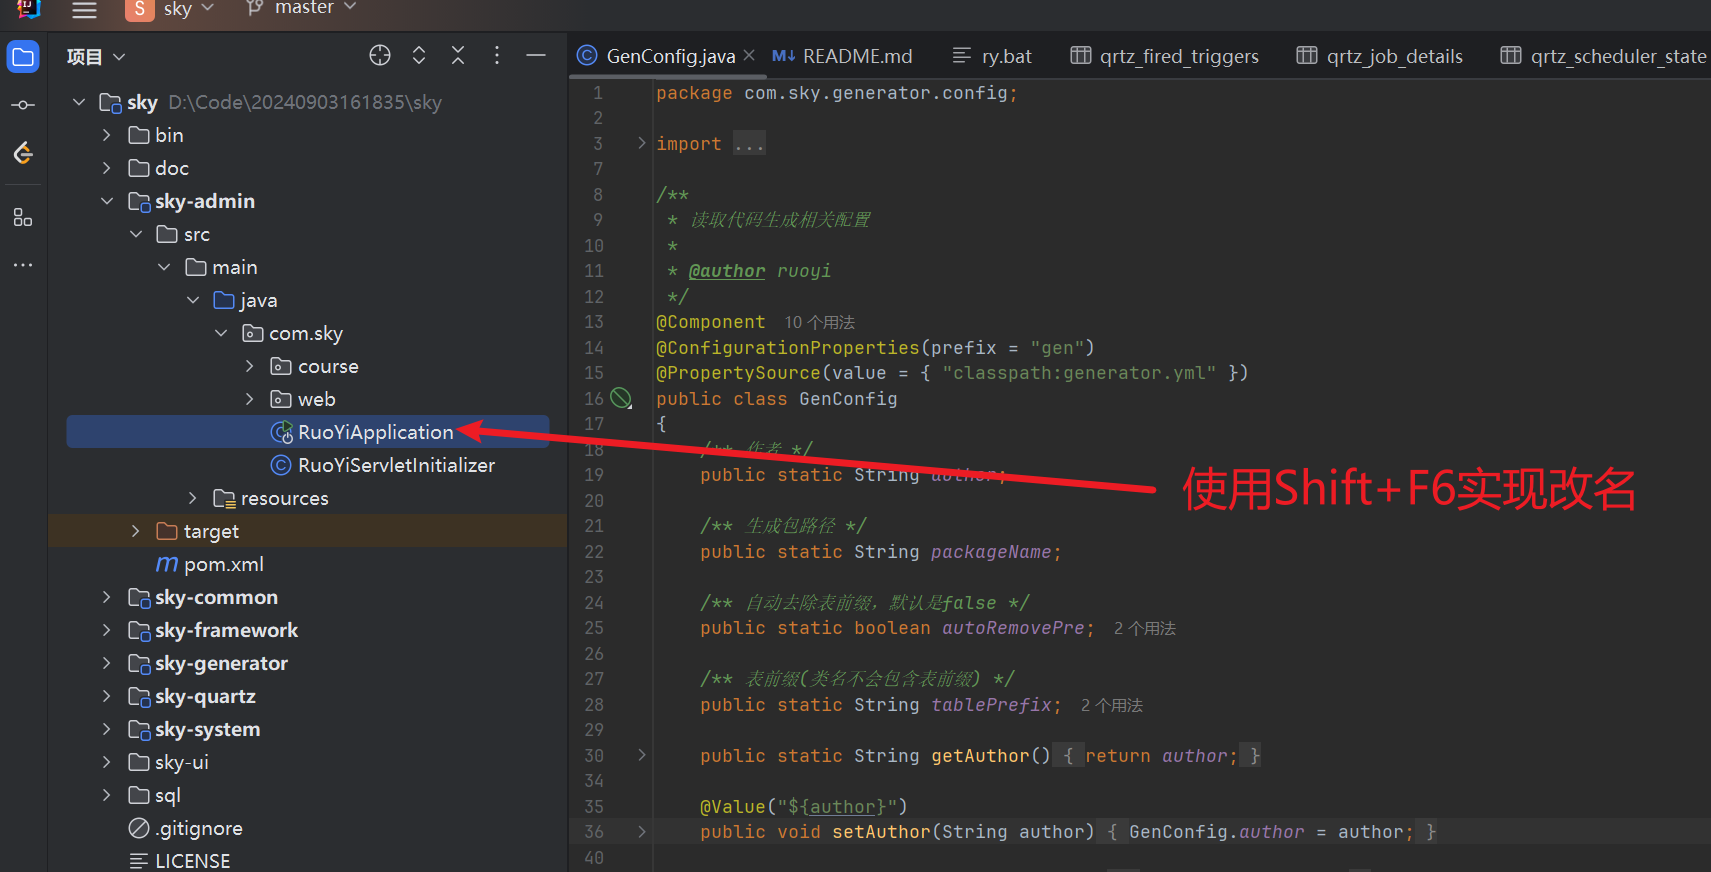 S sky master
项目
sky D:\Code\20240903161835\sky
bin
doc
sky-admin
src
main
java
com.sky
course
web
RuoYiApplication
RuoYiServletInitializer
resources
target
m pom.xml
sky-common
sky-framework
sky-generator
sky-quartz
sky-system
sky-ui
sql
.gitignore
LICENSE
GenConfig.java README.md ry.bat qrtz_fired_triggers qrtz_job_details qrtz_scheduler_state
1 package com.sky.generator.config;
2
3 import ...
7
8 /**
9 * 读取代码生成相关配置
10 *
11 * @author ruoyi
12 */
13 @Component 10 个用法
14 @ConfigurationProperties(prefix = "gen")
15 @PropertySource(value = { "classpath:generator.yml" })
16 public class GenConfig
17 {
18 /** 作者 */
19 public static String author;
20
21 /** 生成包路径 */
22 public static String packageName;
23
24 /** 自动去除表前缀，默认是false */
25 public static boolean autoRemovePre; 2 个用法
26
27 /** 表前缀(类名不会包含表前缀) */
28 public static String tablePrefix; 2 个用法
29
30 public static String getAuthor() { return author; }
34
35 @Value("${author}")
36 public void setAuthor(String author) { GenConfig.author = author; }
40
使用Shift+F6实现改名